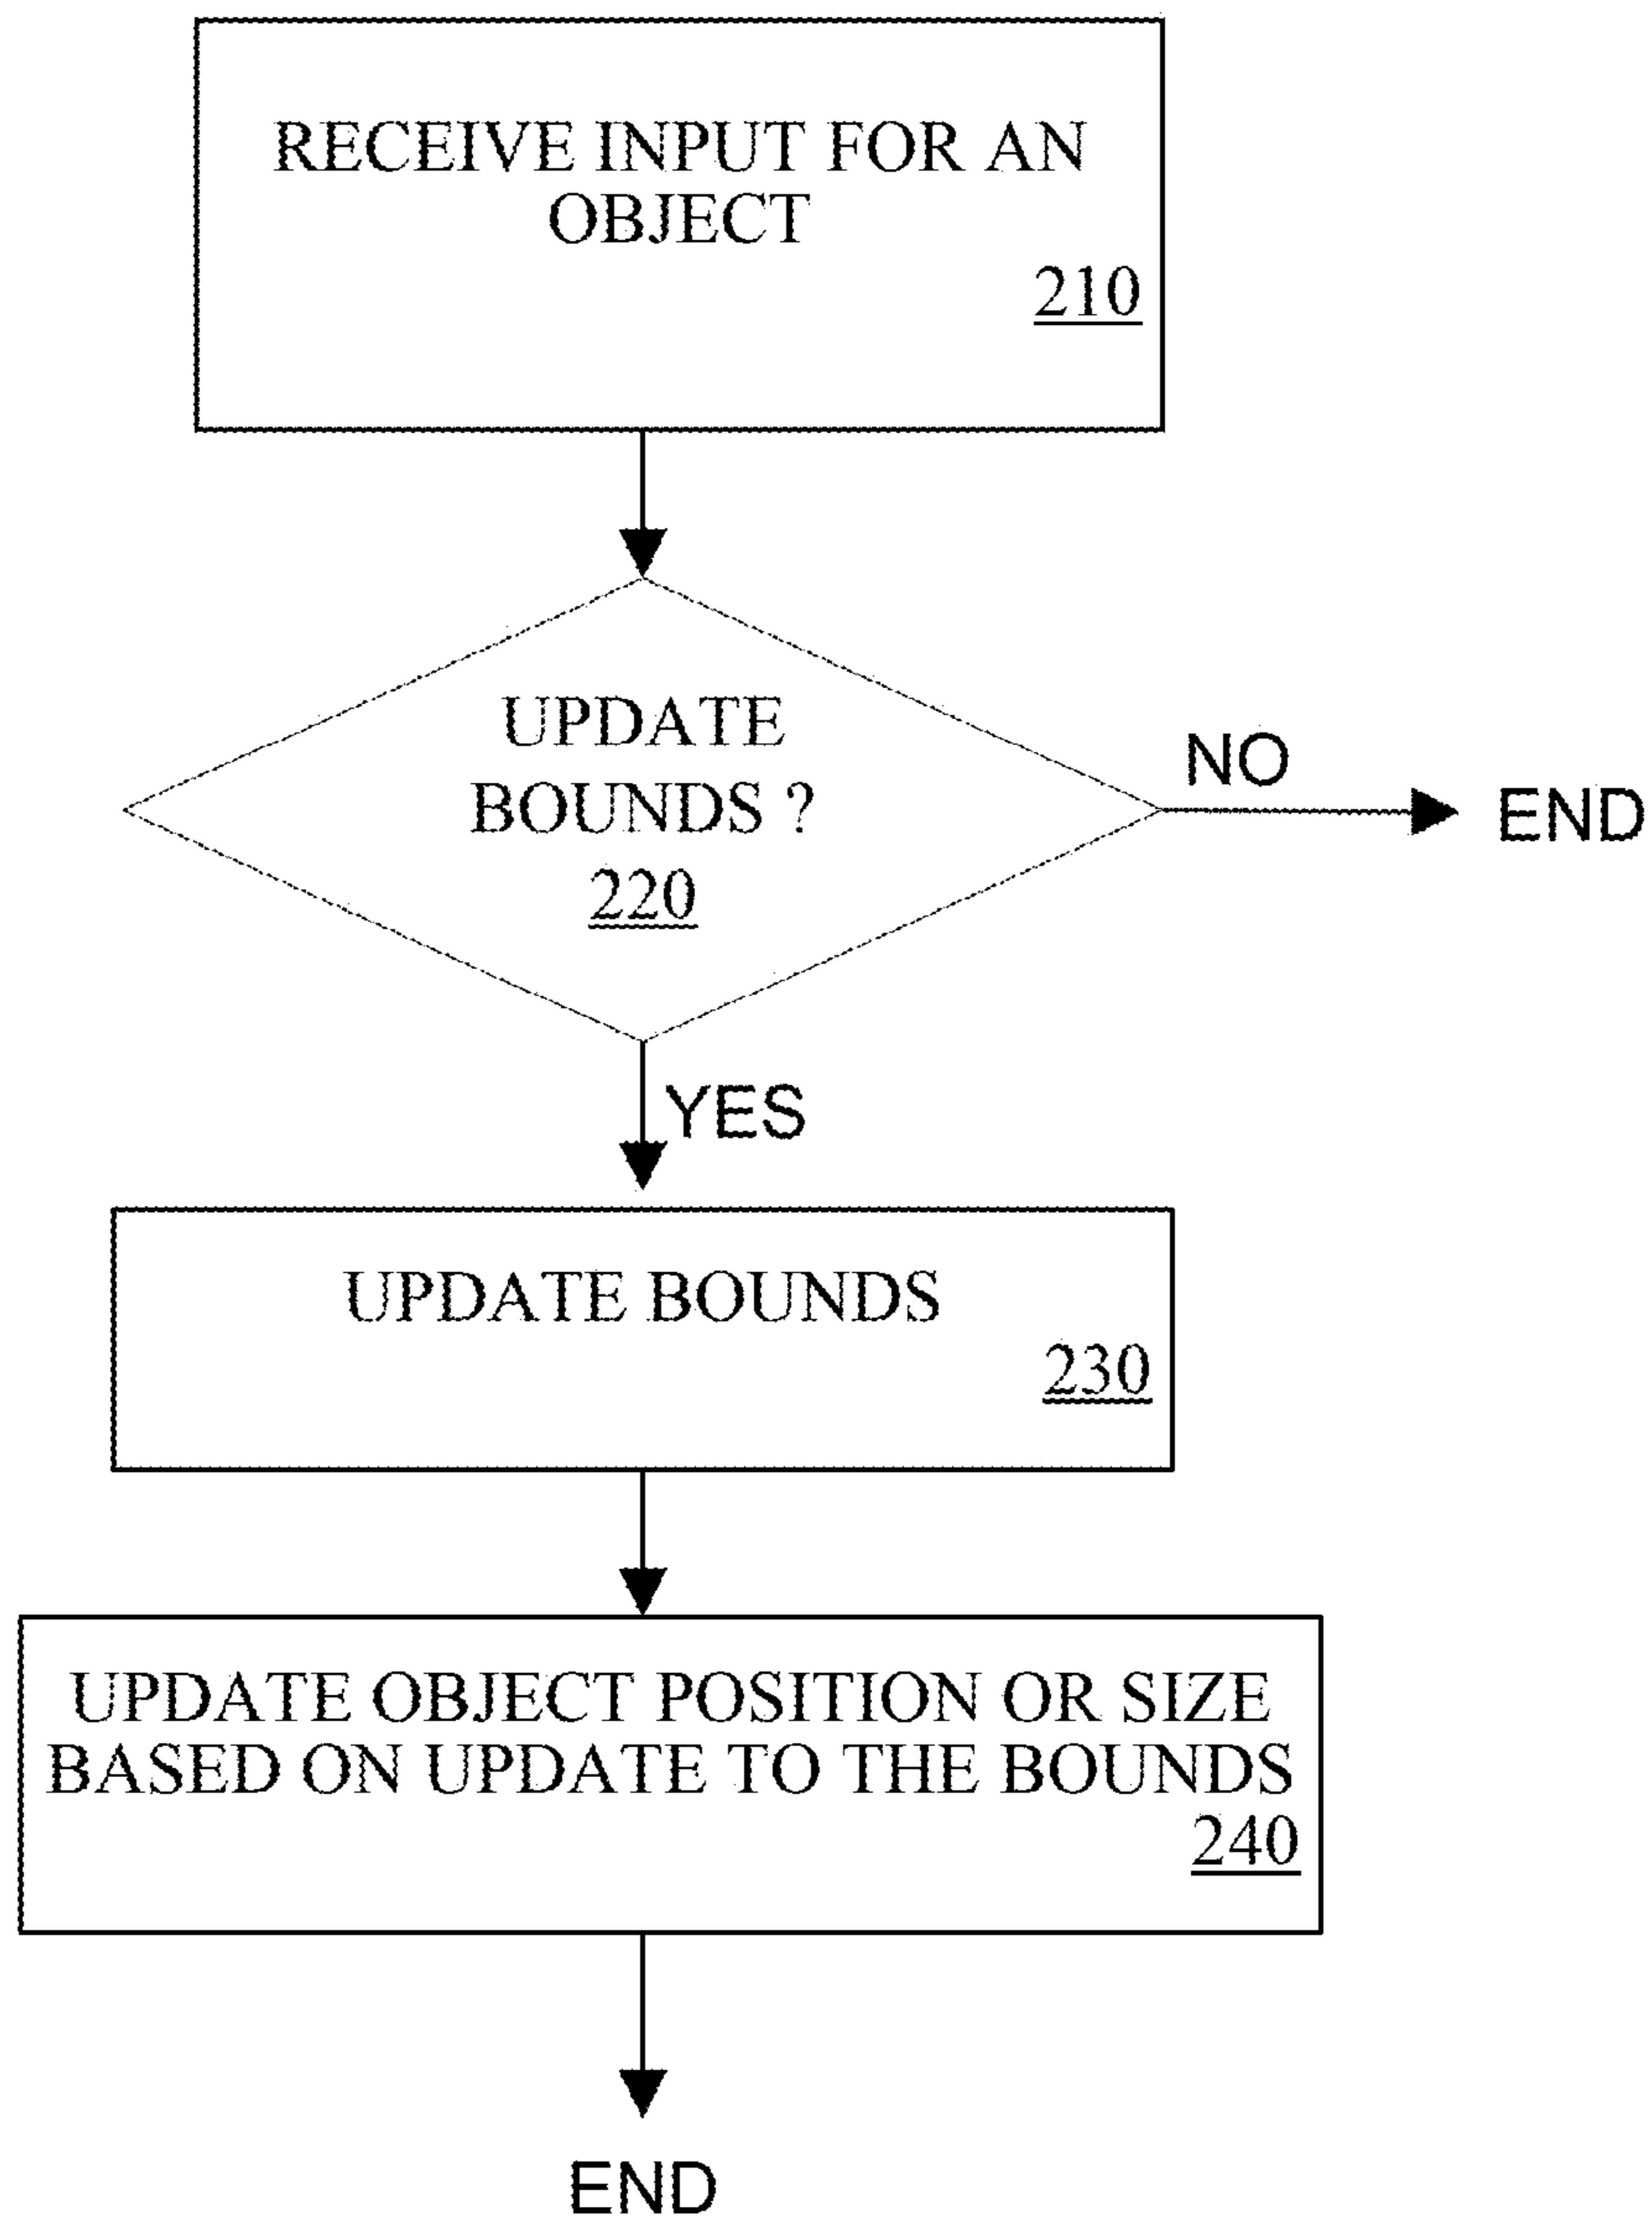 RECEIVE INPUT FOR AN
OBJECT
210
UPDATE
BOUNDS ?
220
NO
END
YES
UPDATE BOUNDS
230
UPDATE OBJECT POSITION OR SIZE
BASED ON UPDATE TO THE BOUNDS
240
END